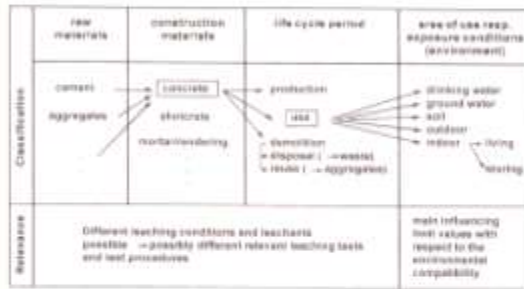 raw
materials
construction
materials
life cycle period
area of use resp.
exposure conditions
(environment)
Classification
cement
aggregates
concrete
shotcrete
mortar/rendering
production
use
demolition
disposal ( → waste)
reuse ( → aggregates)
drinking water
ground water
soil
outdoor
indoor
living
storing
Relevance
Different leaching conditions and leachants
possible → possibly different relevant leaching tests
and test procedures
main influencing
limit values with
respect to the
environmental
compatibility